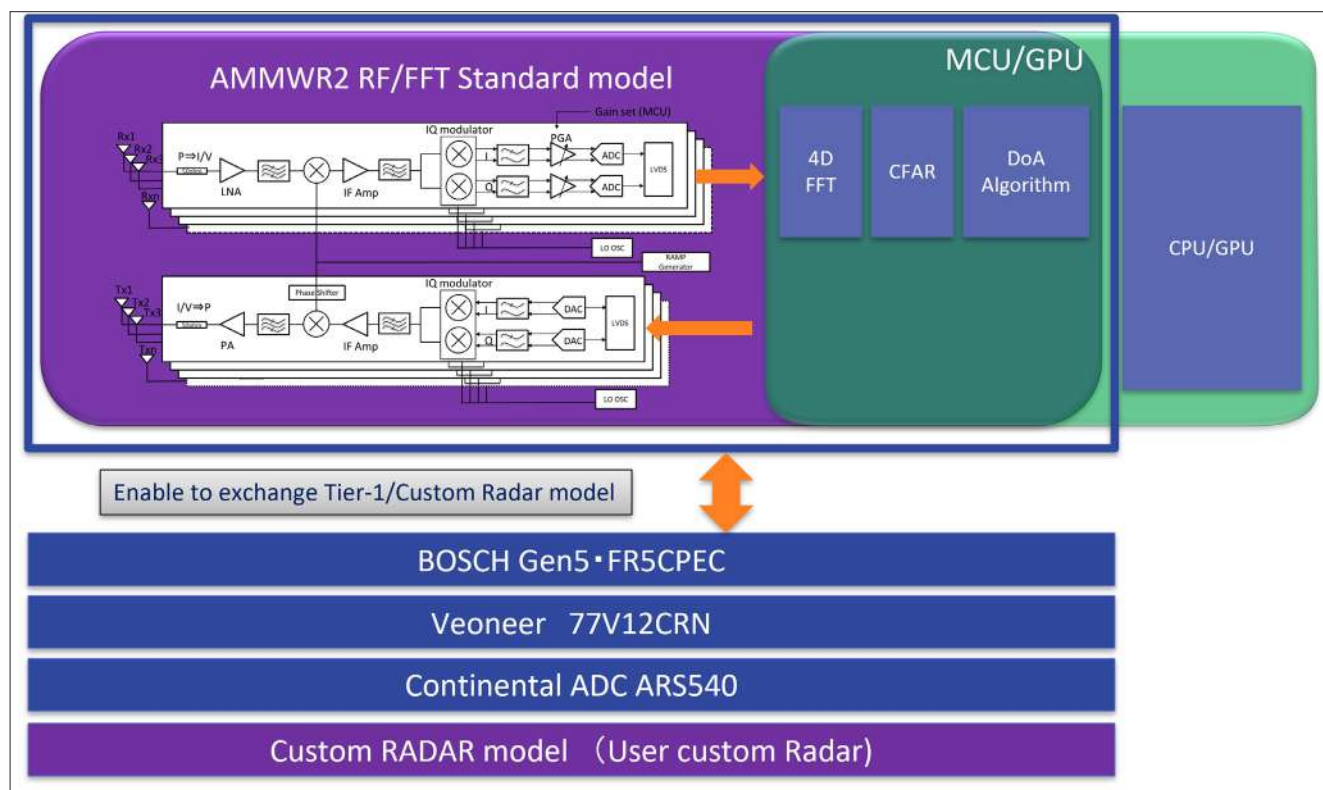 AMMWR2 RF/FFT Standard model
MCU/GPU
Gain set (MCU)
IQ modulator
PGA
Rx1
Rx2
Rx3
Rxn
P⇒I/V
LNA
IF Amp
I
Q
ADC
ADC
LVDS
LO OSC
RAMP
Generator
4D
FFT
CFAR
DoA
Algorithm
CPU/GPU
Tx1
Tx2
Tx3
Txn
I/V⇒P
Phase Shifter
PA
IF Amp
IQ modulator
I
Q
DAC
DAC
LVDS
LO OSC
Enable to exchange Tier-1/Custom Radar model
BOSCH Gen5・FR5CPEC
Veoneer 77V12CRN
Continental ADC ARS540
Custom RADAR model （User custom Radar)